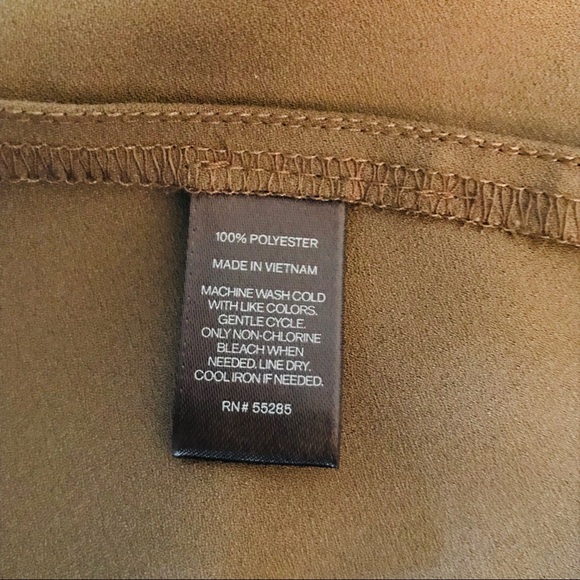 100% POLYESTER
MADE IN VIETNAM
MACHINE WASH COLD
WITH LIKE COLORS.
GENTLE CYCLE.
ONLY NON-CHLORINE
BLEACH WHEN
NEEDED. LINE DRY.
COOL IRON IF NEEDED.
RN# 55285